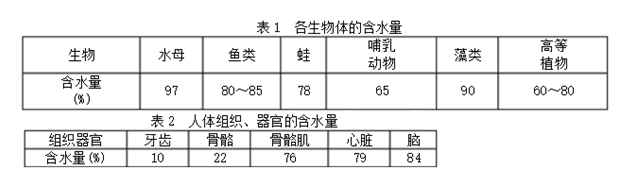 表1 各生物体的含水量
生物 水母 鱼类 蛙 哺乳动物 藻类 高等植物
含水量(%) 97 80～85 78 65 90 60～80
表2 人体组织、器官的含水量
组织器官 牙齿 骨骼 骨骼肌 心脏 脑
含水量(%) 10 22 76 79 84